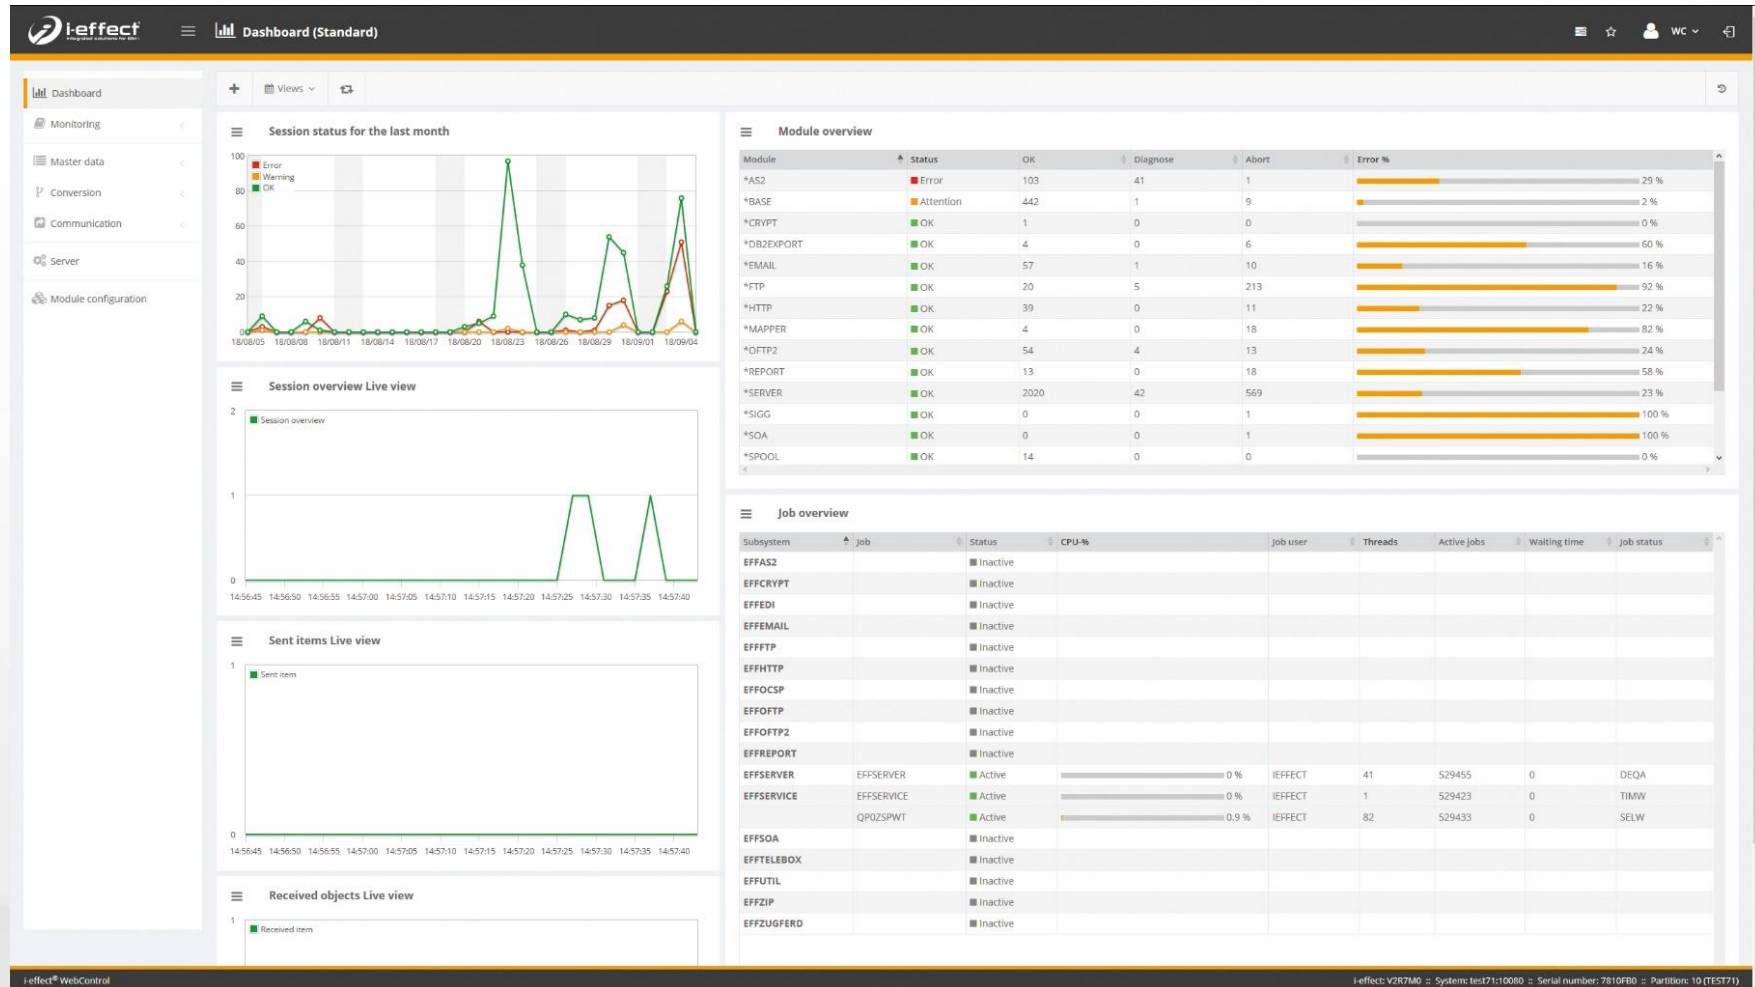 i-effect
Dashboard (Standard)
WC
Dashboard
Monitoring
Master data
Conversion
Communication
Server
Module configuration
Views
Session status for the last month
100
80
60
40
20
0
Error
Warning
OK
18/08/05 18/08/08 18/08/11 18/08/14 18/08/17 18/08/20 18/08/23 18/08/26 18/08/29 18/09/01 18/09/04
Session overview Live view
2
1
0
Session overview
14:56:45 14:56:50 14:56:55 14:57:00 14:57:05 14:57:10 14:57:15 14:57:20 14:57:25 14:57:30 14:57:35 14:57:40
Sent items Live view
1
0
Sent item
14:56:45 14:56:50 14:56:55 14:57:00 14:57:05 14:57:10 14:57:15 14:57:20 14:57:25 14:57:30 14:57:35 14:57:40
Received objects Live view
1
Received item
Module overview
Module Status OK Diagnose Abort Error %
*AS2 Error 103 41 1 29 %
*BASE Attention 442 1 9 2 %
*CRYPT OK 1 0 0 0 %
*DB2EXPORT OK 4 0 6 60 %
*EMAIL OK 57 1 10 16 %
*FTP OK 20 5 213 92 %
*HTTP OK 39 0 11 22 %
*MAPPER OK 4 0 18 82 %
*OFTP2 OK 54 4 13 24 %
*REPORT OK 13 0 18 58 %
*SERVER OK 2020 42 569 23 %
*SIGG OK 0 0 1 100 %
*SOA OK 0 0 1 100 %
*SPOOL OK 14 0 0 0 %
Job overview
Subsystem Job Status CPU-% Job user Threads Active jobs Waiting time Job status
EFFAS2 Inactive
EFFCRYPT Inactive
EFFEDI Inactive
EFFEMAIL Inactive
EFFFTP Inactive
EFFHTTP Inactive
EFFOCSP Inactive
EFFOFTP Inactive
EFFOFTP2 Inactive
EFFREPORT Inactive
EFFSERVER EFFSERVER Active 0 % IEFFECT 41 529455 0 DEQA
EFFSERVICE EFFSERVICE Active 0 % IEFFECT 1 529423 0 TIMW
QP0ZSPWT Active 0.9 % IEFFECT 82 529433 0 SELW
EFFSOA Inactive
EFFTELEBOX Inactive
EFFUTIL Inactive
EFFZIP Inactive
EFFZUGFERD Inactive
i-effect® WebControl
i-effect: V2R7M0 :: System: test71:10080 :: Serial number: 7810FB0 :: Partition: 10 (TEST71)